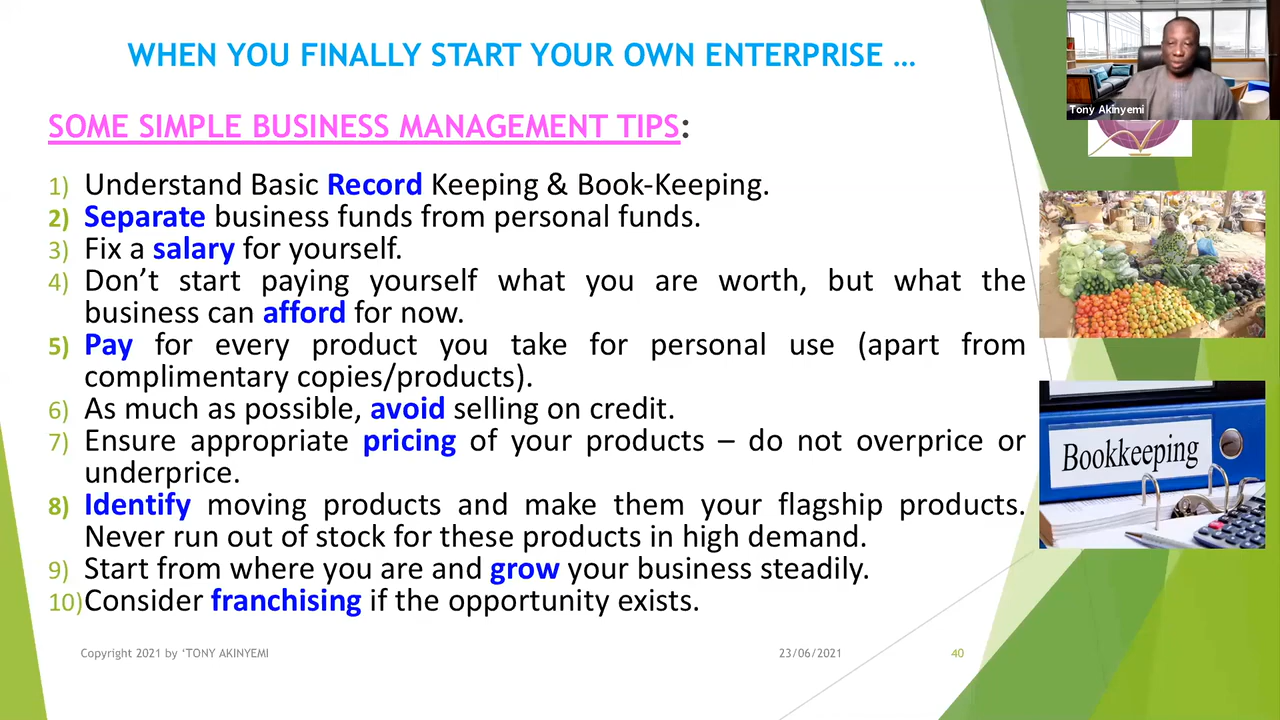 WHEN YOU FINALLY START YOUR OWN ENTERPRISE ...
Tony Akinyemi
SOME SIMPLE BUSINESS MANAGEMENT TIPS:
1) Understand Basic Record Keeping & Book-Keeping.
2) Separate business funds from personal funds.
3) Fix a salary for yourself.
4) Don’t start paying yourself what you are worth, but what the
business can afford for now.
5) Pay for every product you take for personal use (apart from
complimentary copies/products).
6) As much as possible, avoid selling on credit.
7) Ensure appropriate pricing of your products – do not overprice or
underprice.
8) Identify moving products and make them your flagship products.
Never run out of stock for these products in high demand.
9) Start from where you are and grow your business steadily.
10)Consider franchising if the opportunity exists.
Bookkeeping
Copyright 2021 by ‘TONY AKINYEMI
23/06/2021
40